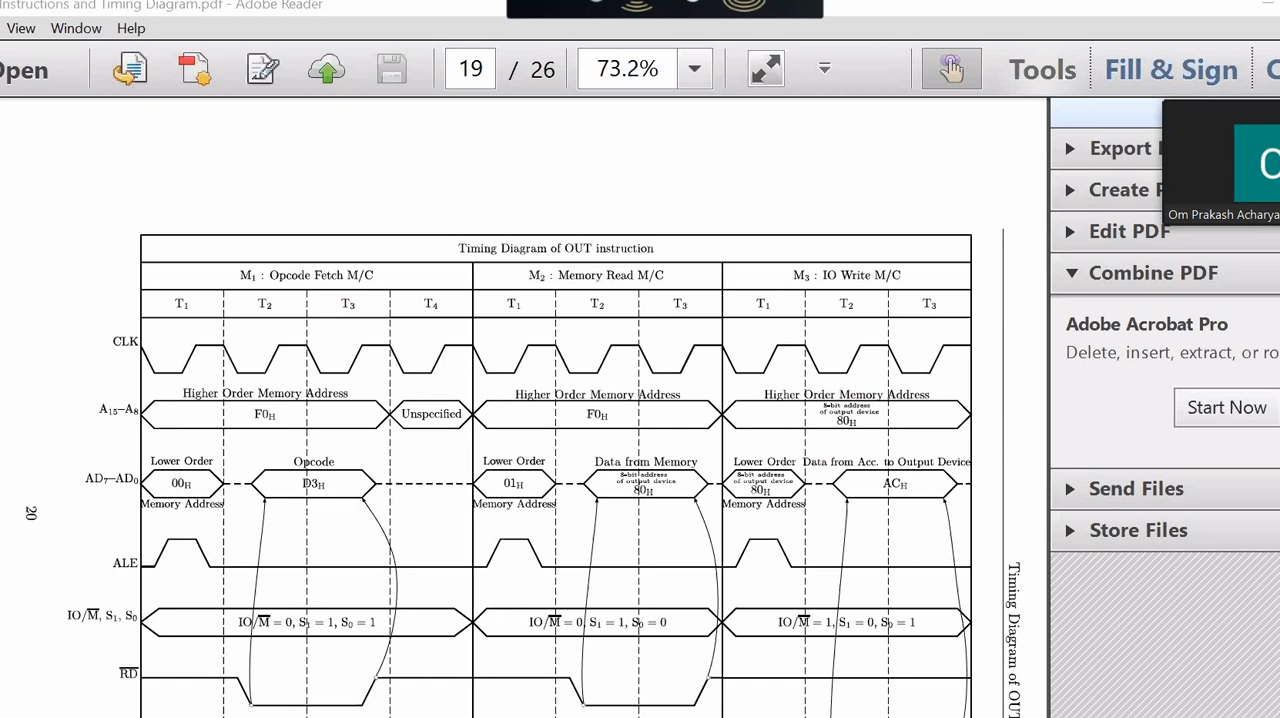 Instructions and Timing Diagram.pdf - Adobe Reader
View Window Help
Open 19 / 26 73.2% Tools Fill & Sign
Export
Create
Edit PDF
Combine PDF
Adobe Acrobat Pro
Delete, insert, extract, or ro
Start Now
Send Files
Store Files
Om Prakash Acharya
Timing Diagram of OUT instruction
M₁ : Opcode Fetch M/C M₂ : Memory Read M/C M₃ : IO Write M/C
T₁ T₂ T₃ T₄ T₁ T₂ T₃ T₁ T₂ T₃
CLK
Higher Order Memory Address Higher Order Memory Address Higher Order Memory Address
A₁₅–A₈ F0H Unspecified F0H 8-bit address of output device 80H
Lower Order Opcode Lower Order Data from Memory Lower Order Data from Acc. to Output Device
AD₇–AD₀ 00H D3H 01H 8-bit address of output device 80H 8-bit address of output device 80H ACH
Memory Address Memory Address Memory Address
ALE
IO/M̅, S₁, S₀ IO/M̅ = 0, S₁ = 1, S₀ = 1 IO/M̅ = 0, S₁ = 1, S₀ = 0 IO/M̅ = 1, S₁ = 0, S₀ = 1
R̅D̅
20
Timing Diagram of OU